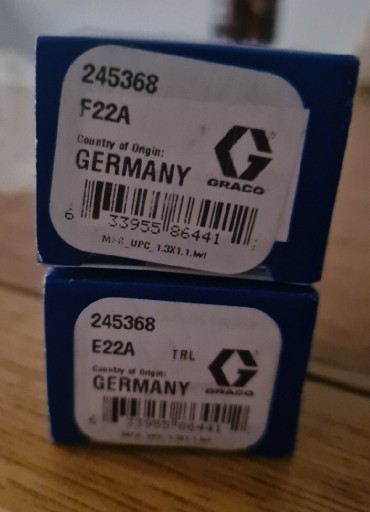 245368
F22A
Country of Origin:
GERMANY
GRACO
6 33955 86441
MFG_UPC_1.3X1.1.lwl
245368
E22A TRL
Country of Origin:
GERMANY
GRACO
6 33955 86441